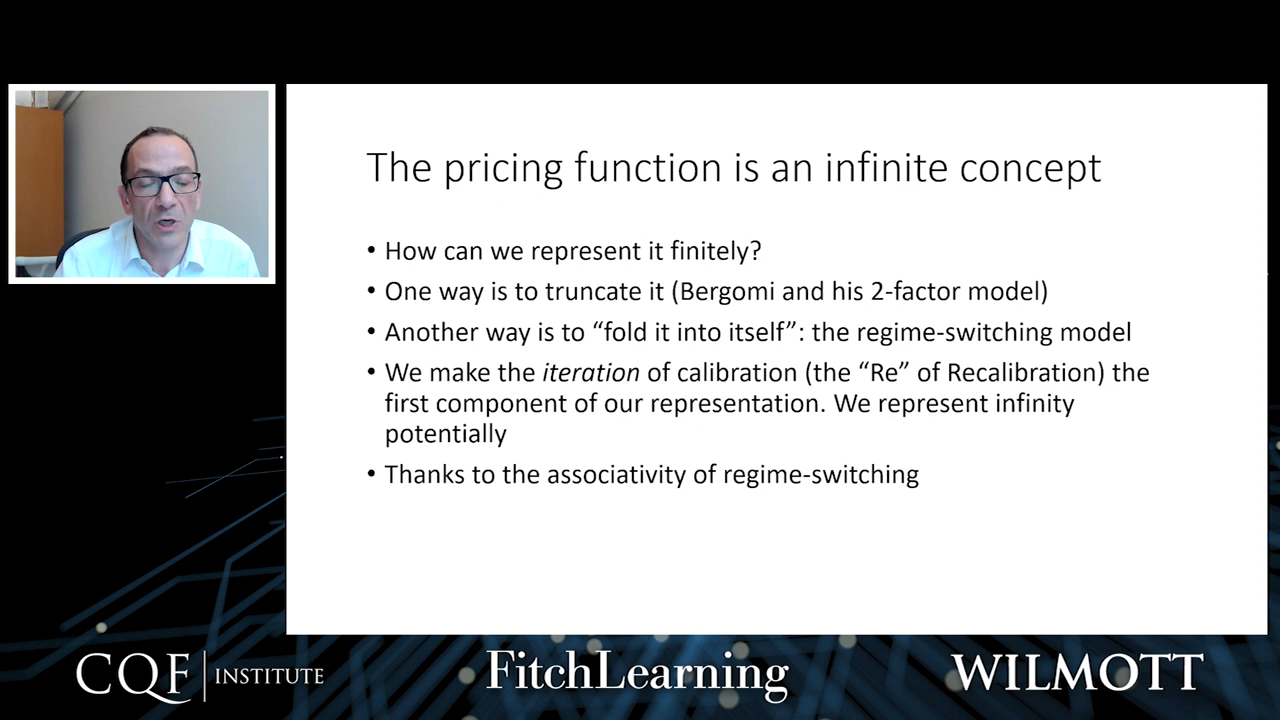 The pricing function is an infinite concept
• How can we represent it finitely?
• One way is to truncate it (Bergomi and his 2-factor model)
• Another way is to “fold it into itself”: the regime-switching model
• We make the iteration of calibration (the “Re” of Recalibration) the
first component of our representation. We represent infinity
potentially
• Thanks to the associativity of regime-switching
CQF INSTITUTE
FitchLearning
WILMOTT